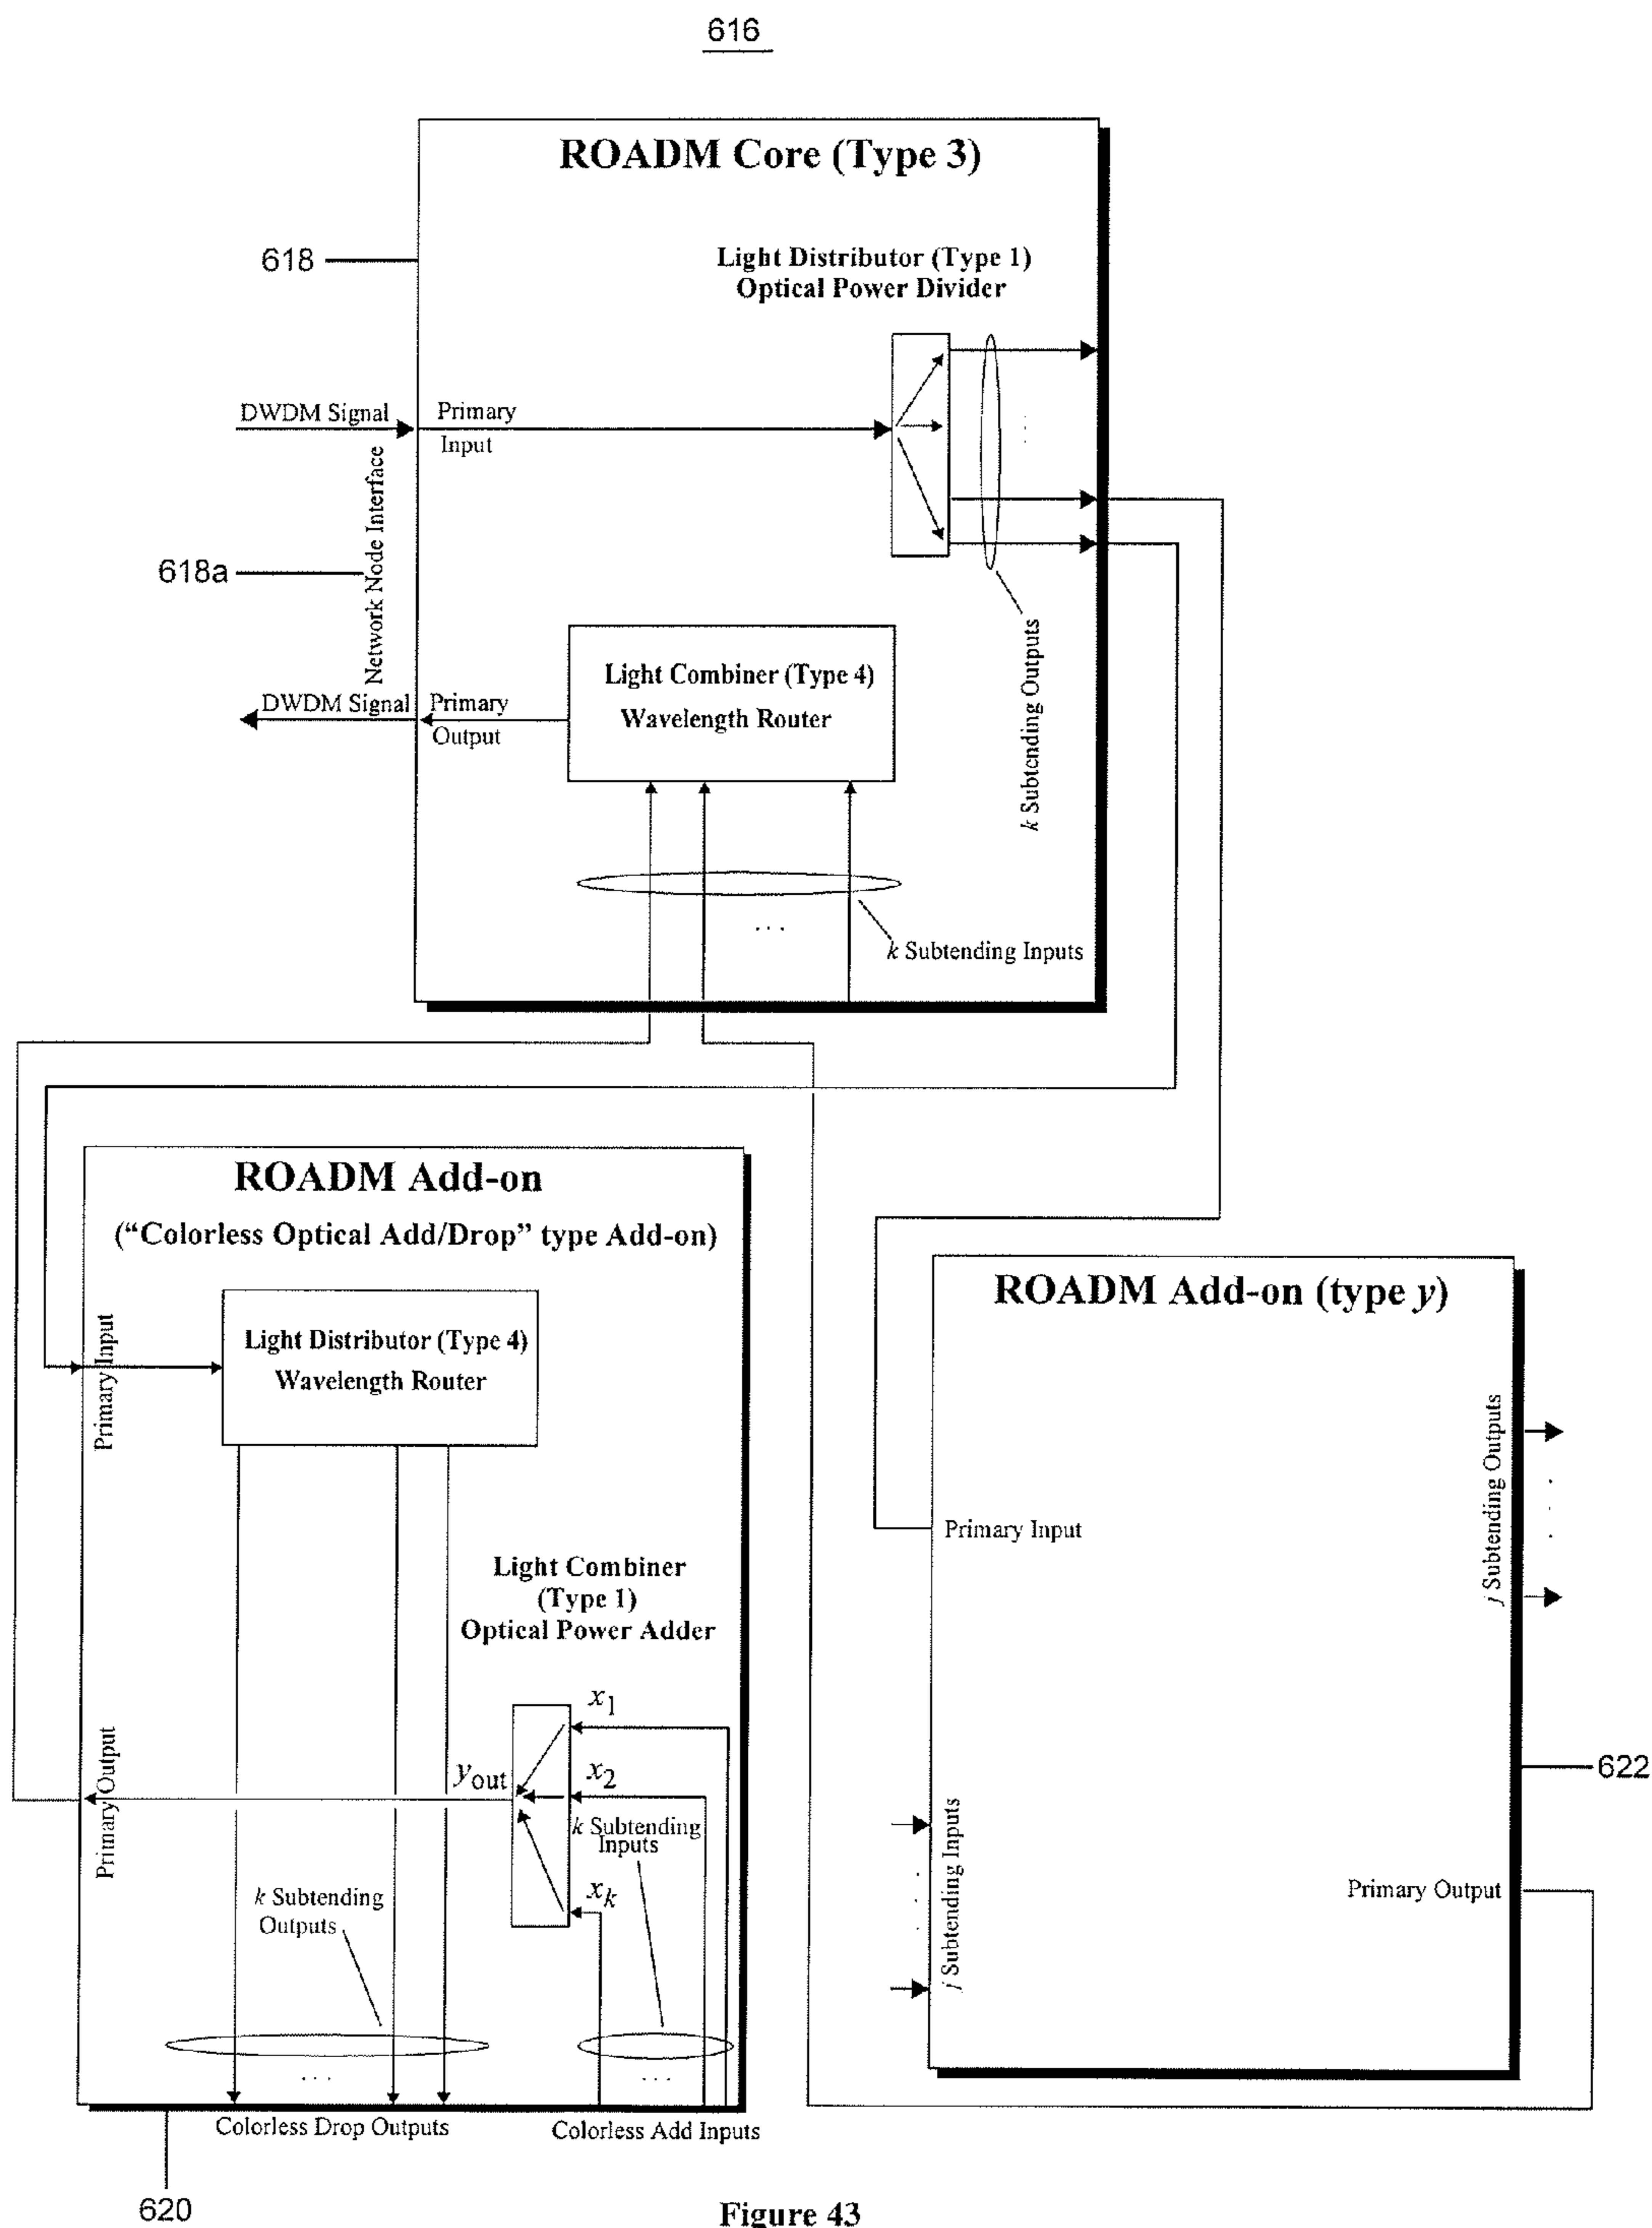 616
ROADM Core (Type 3)
618
Light Distributor (Type 1)
Optical Power Divider
DWDM Signal
Primary
Input
Network Node Interface
618a
k Subtending Outputs
Light Combiner (Type 4)
Wavelength Router
DWDM Signal
Primary
Output
...
k Subtending Inputs
ROADM Add-on
("Colorless Optical Add/Drop" type Add-on)
Light Distributor (Type 4)
Wavelength Router
Primary Input
ROADM Add-on (type y)
j Subtending Outputs
Primary Input
Light Combiner
(Type 1)
Optical Power Adder
x1
yout
x2
k Subtending
Inputs
xk
Primary Output
k Subtending
Outputs
622
j Subtending Inputs
Primary Output
...
...
Colorless Drop Outputs
Colorless Add Inputs
620
Figure 43